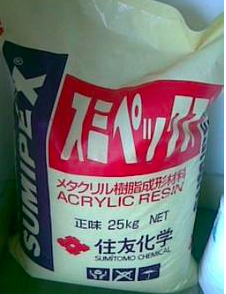 SUMPEX®
スミペックス
メタクリル樹脂成形材料
ACRYLIC RESIN
正味 25kg NET
住友化学
SUMITOMO CHEMICAL